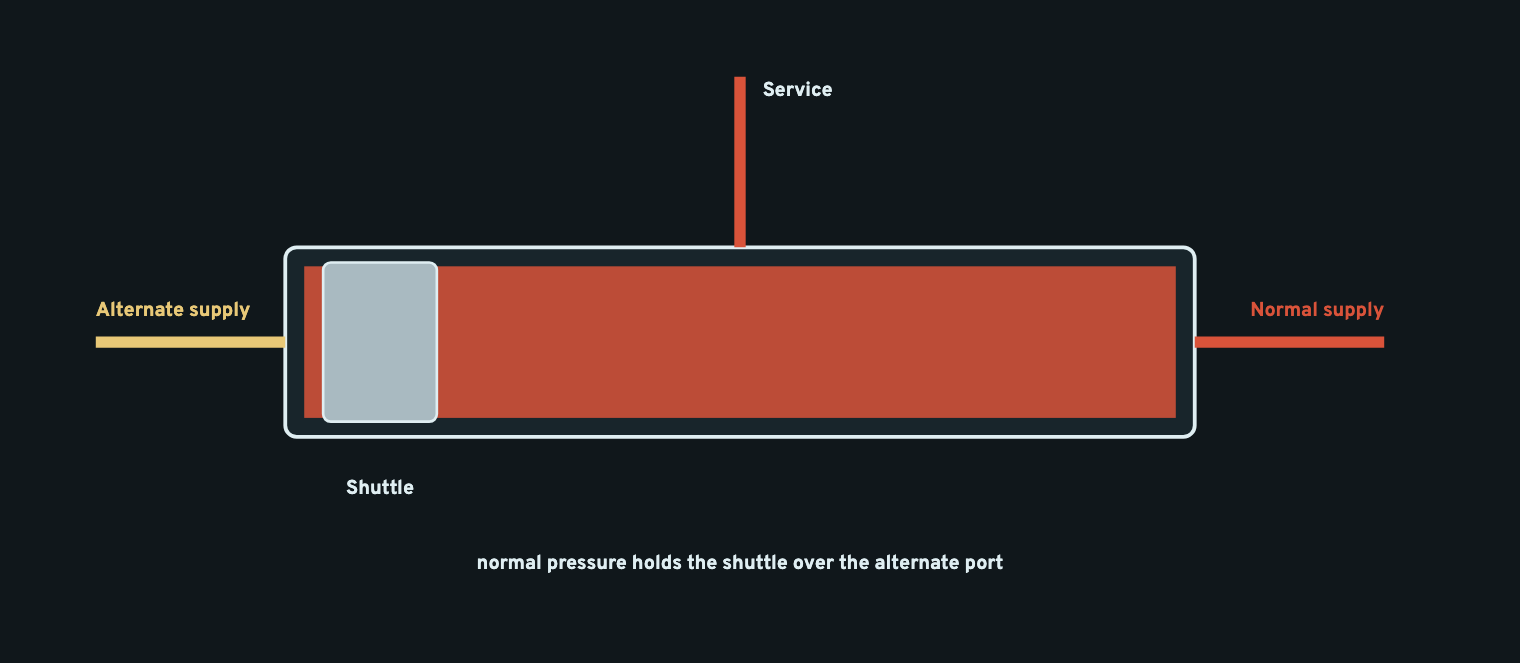 Service
Alternate supply
Normal supply
Shuttle
normal pressure holds the shuttle over the alternate port